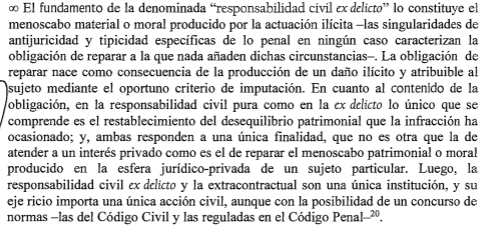 ∞ El fundamento de la denominada “responsabilidad civil ex delicto” lo constituye el
menoscabo material o moral producido por la actuación ilícita –las singularidades de
antijuricidad y tipicidad específicas de lo penal en ningún caso caracterizan la
obligación de reparar a la que nada añaden dichas circunstancias–. La obligación de
reparar nace como consecuencia de la producción de un daño ilícito y atribuible al
sujeto mediante el oportuno criterio de imputación. En cuanto al contenido de la
obligación, en la responsabilidad civil pura como en la ex delicto lo único que se
comprende es el restablecimiento del desequilibrio patrimonial que la infracción ha
ocasionado; y, ambas responden a una única finalidad, que no es otra que la de
atender a un interés privado como es el de reparar el menoscabo patrimonial o moral
producido en la esfera jurídico-privada de un sujeto particular. Luego, la
responsabilidad civil ex delicto y la extracontractual son una única institución, y su
eje ricio importa una única acción civil, aunque con la posibilidad de un concurso de
normas –las del Código Civil y las reguladas en el Código Penal–20.